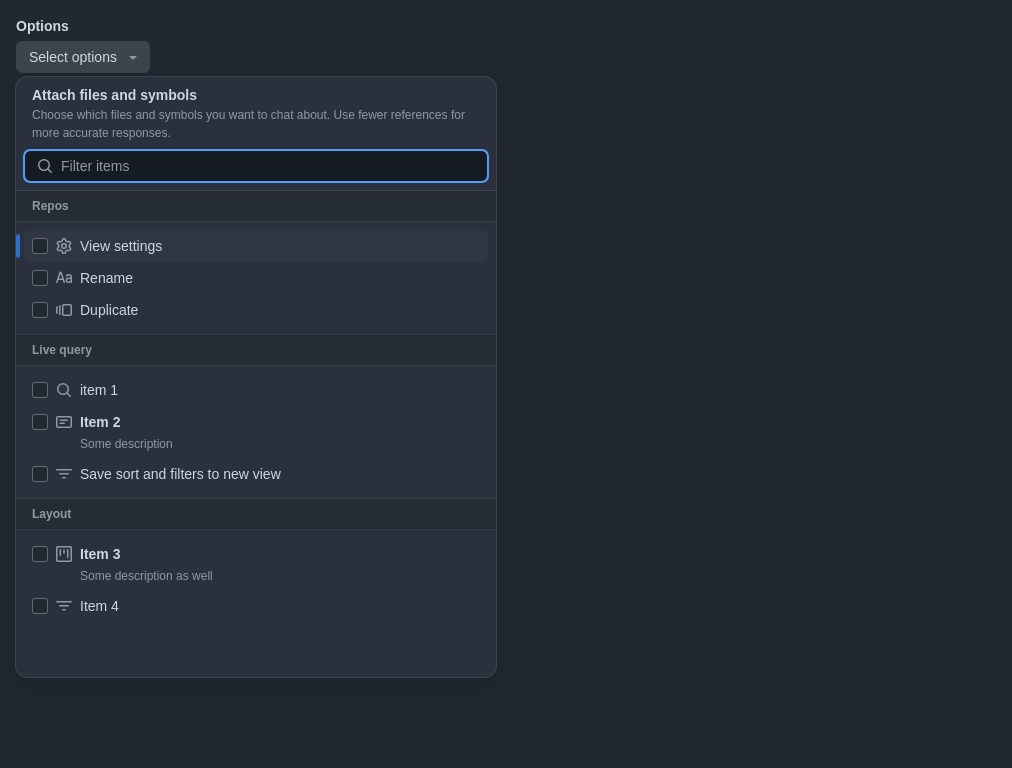 Options
Select options
Attach files and symbols
Choose which files and symbols you want to chat about. Use fewer references for
more accurate responses.
Filter items
Repos
View settings
Rename
Duplicate
Live query
item 1
Item 2
Some description
Save sort and filters to new view
Layout
Item 3
Some description as well
Item 4